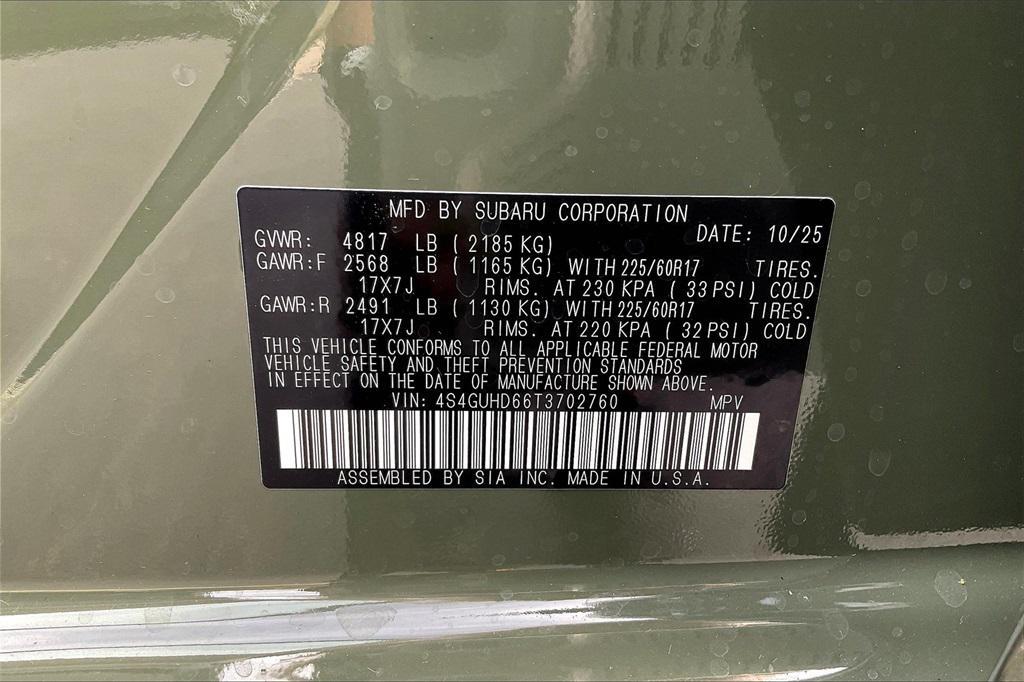 MFD BY SUBARU CORPORATION
DATE: 10/25
GVWR: 4817 LB (2185 KG)
GAWR:F 2568 LB (1165 KG) WITH 225/60R17 TIRES.
17X7J RIMS. AT 230 KPA (33 PSI) COLD
GAWR:R 2491 LB (1130 KG) WITH 225/60R17 TIRES.
17X7J RIMS. AT 220 KPA (32 PSI) COLD
THIS VEHICLE CONFORMS TO ALL APPLICABLE FEDERAL MOTOR
VEHICLE SAFETY AND THEFT PREVENTION STANDARDS
IN EFFECT ON THE DATE OF MANUFACTURE SHOWN ABOVE.
VIN: 4S4GUHD66T3702760 MPV
ASSEMBLED BY SIA INC. MADE IN U.S.A.